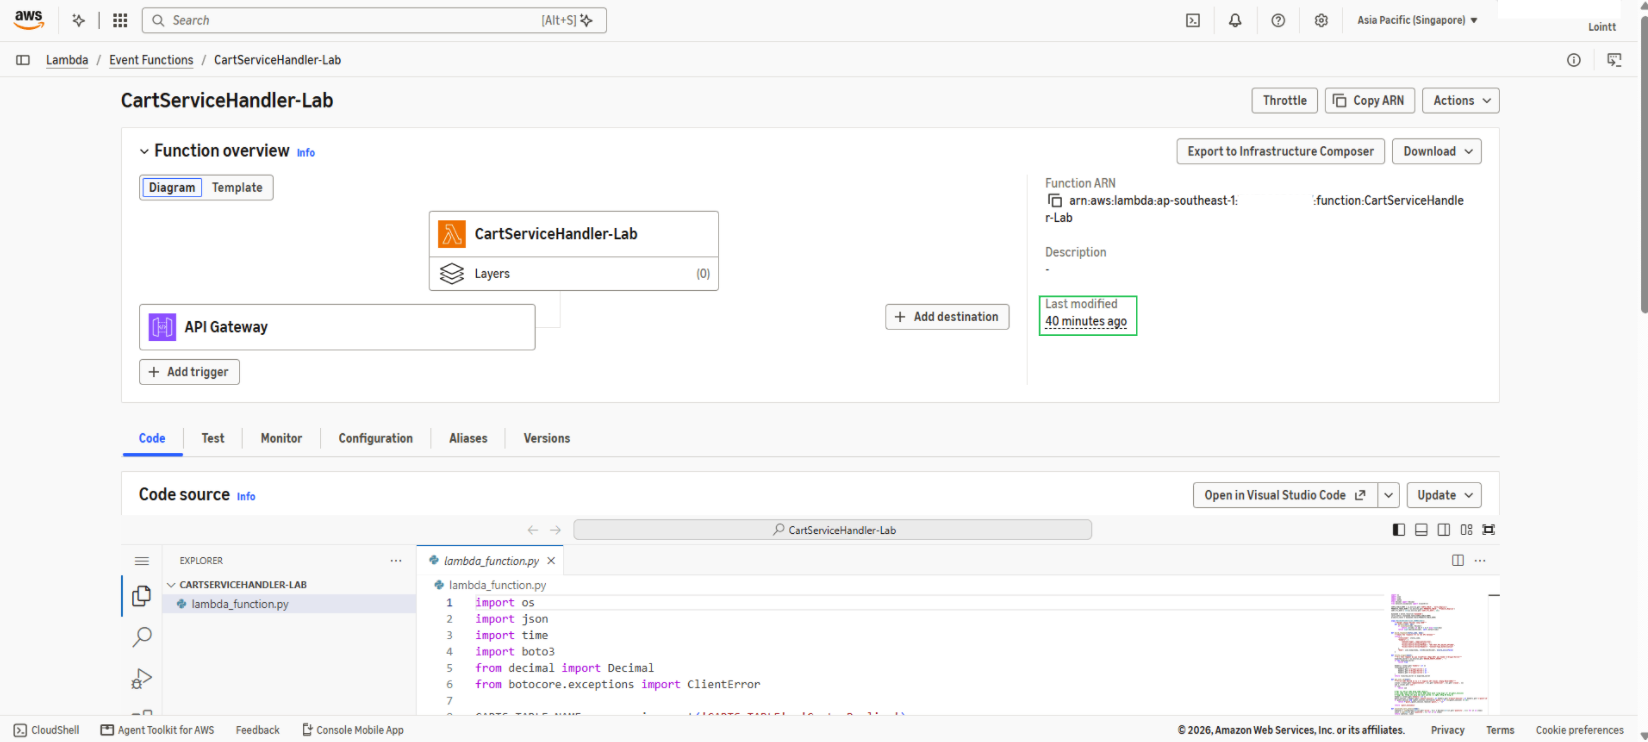 aws
Search [Alt+S]
Asia Pacific (Singapore)
Lointt
Lambda / Event Functions / CartServiceHandler-Lab
CartServiceHandler-Lab
Throttle Copy ARN Actions
Function overview Info
Export to Infrastructure Composer Download
Diagram Template
CartServiceHandler-Lab
Layers (0)
API Gateway
Add trigger
Add destination
Function ARN
arn:aws:lambda:ap-southeast-1: :function:CartServiceHandle
r-Lab
Description
-
Last modified
40 minutes ago
Code Test Monitor Configuration Aliases Versions
Code source Info
Open in Visual Studio Code Update
CartServiceHandler-Lab
EXPLORER
CARTSERVICEHANDLER-LAB
lambda_function.py
lambda_function.py
lambda_function.py
1 import os
2 import json
3 import time
4 import boto3
5 from decimal import Decimal
6 from botocore.exceptions import ClientError
7
CloudShell Agent Toolkit for AWS Feedback Console Mobile App
© 2026, Amazon Web Services, Inc. or its affiliates. Privacy Terms Cookie preferences